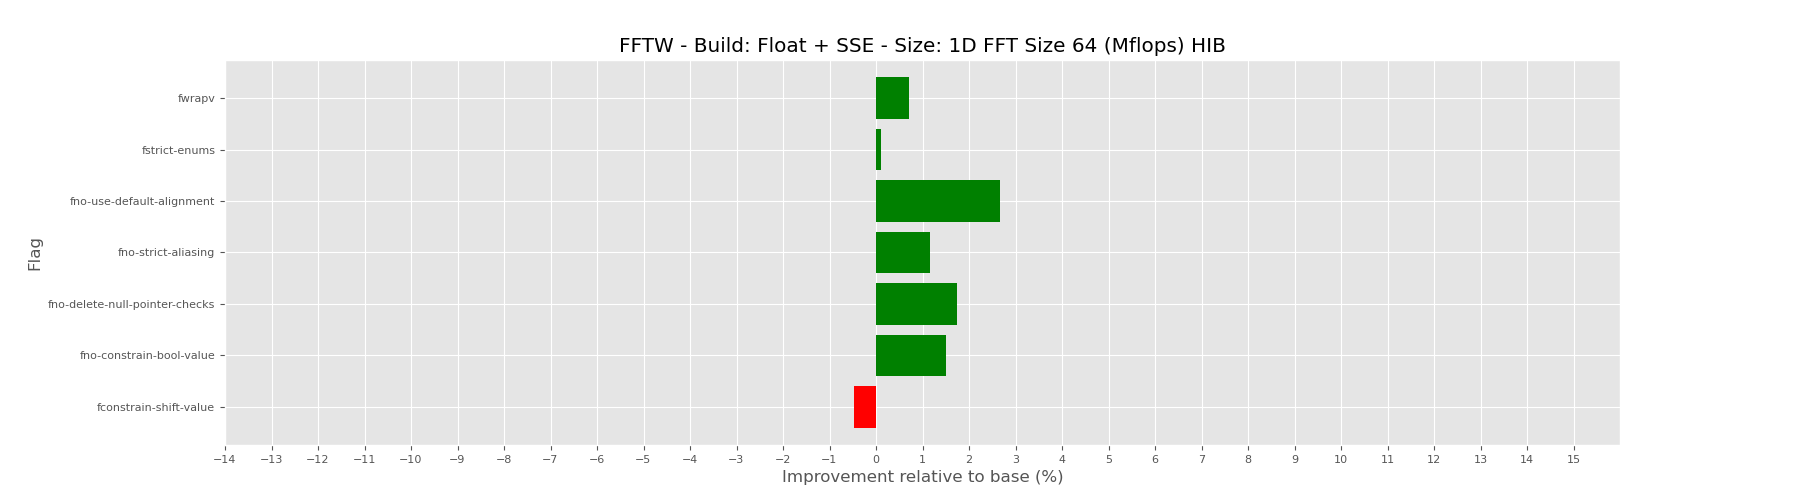 FFTW - Build: Float + SSE - Size: 1D FFT Size 64 (Mflops) HIB
Flag
fwrapv
fstrict-enums
fno-use-default-alignment
fno-strict-aliasing
fno-delete-null-pointer-checks
fno-constrain-bool-value
fconstrain-shift-value
−14 −13 −12 −11 −10 −9 −8 −7 −6 −5 −4 −3 −2 −1 0 1 2 3 4 5 6 7 8 9 10 11 12 13 14 15
Improvement relative to base (%)